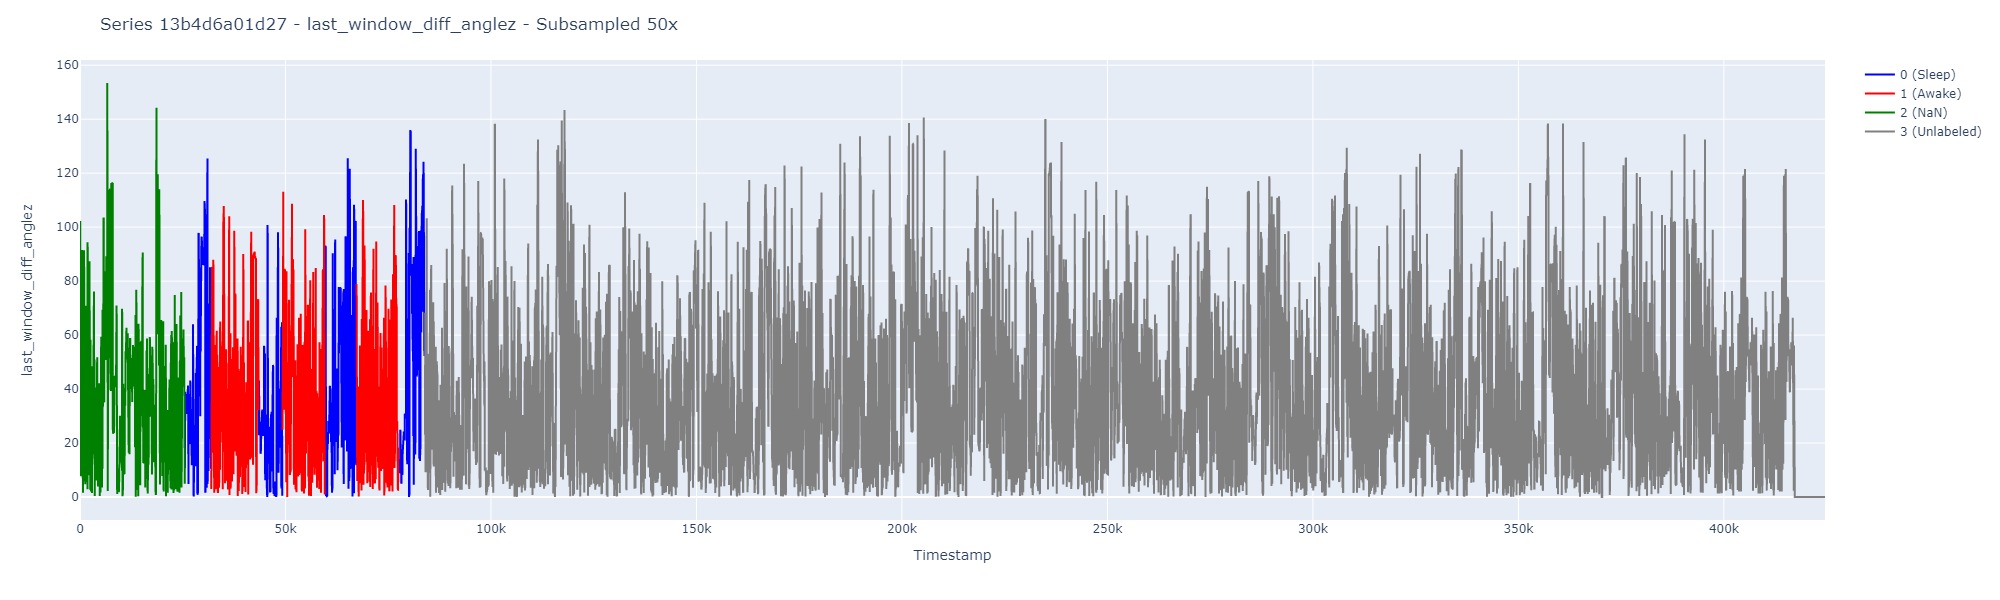 Series 13b4d6a01d27 - last_window_diff_anglez - Subsampled 50x
160
140
120
100
80
60
40
20
0
last_window_diff_anglez
0
50k
100k
150k
200k
250k
300k
350k
400k
Timestamp
0 (Sleep)
1 (Awake)
2 (NaN)
3 (Unlabeled)